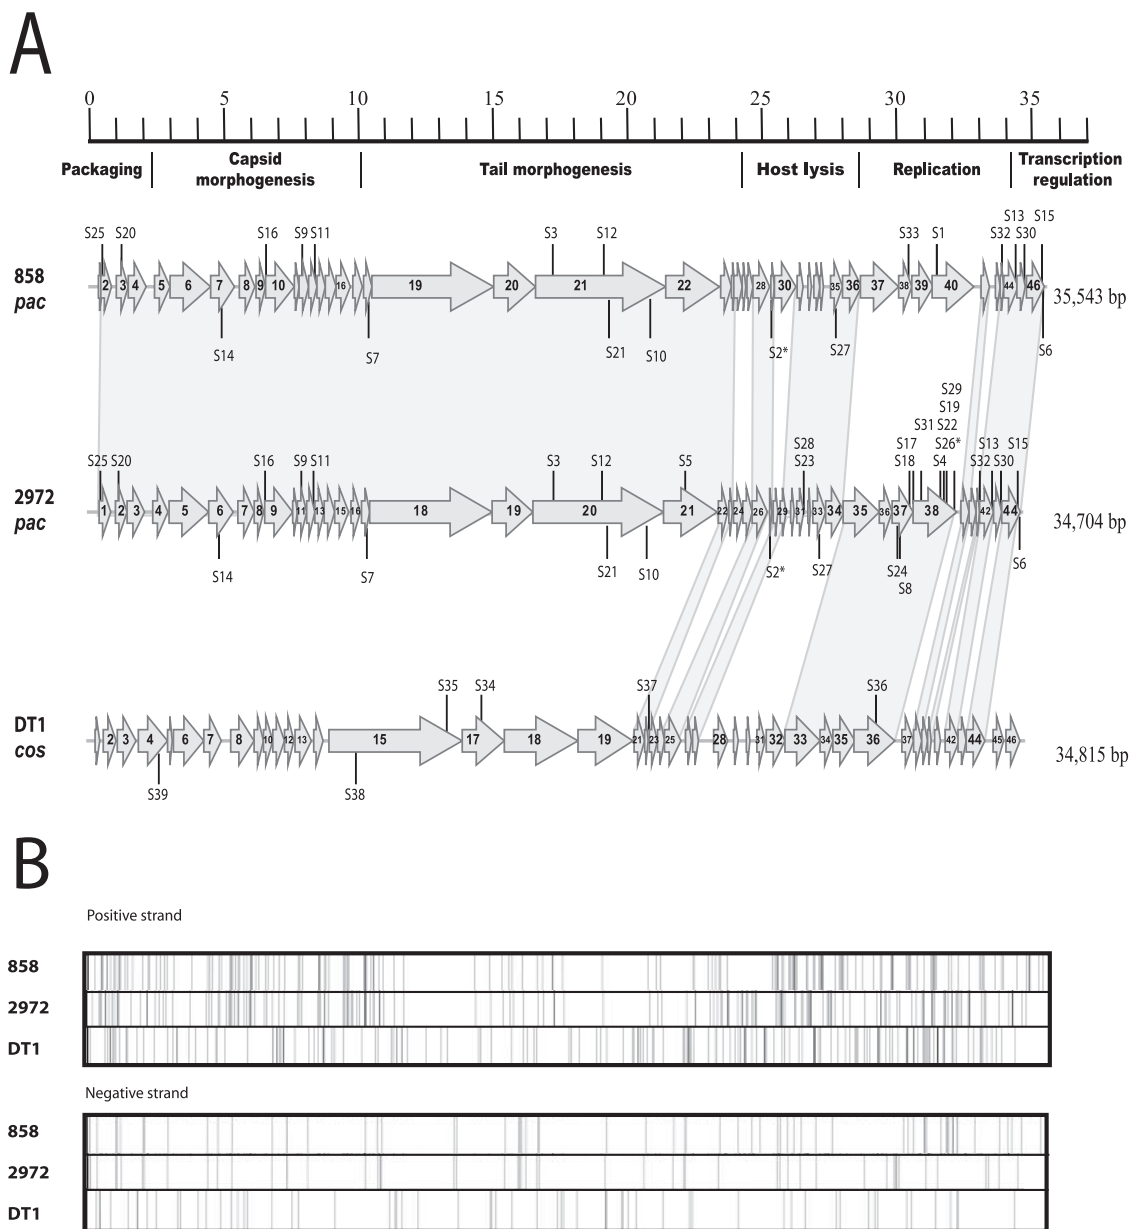 A
0 5 10 15 20 25 30 35
Packaging
Capsid
morphogenesis
Tail morphogenesis
Host lysis
Replication
Transcription
regulation
S13
S25 S20 S16 S9 S11 S3 S12 S33 S1 S32 S30 S15
858
pac
2 3 4 5 6 7 8 9 10 16 19 20 21 22 28 30 35 36 37 38 39 40 44 46
35,543 bp
S14 S7 S21 S10 S2* S27 S6
S29
S19
S31 S22
S28 S17 S26* S13 S15
S25 S20 S16 S9 S11 S3 S12 S5 S23 S18 S4 S32 S30
2972
pac
1 2 3 4 5 6 7 8 9 11 13 15 16 18 19 20 21 22 24 26 29 31 33 34 35 36 37 38 42 44
34,704 bp
S14 S7 S21 S10 S2* S27 S24 S6
S8
S35 S34 S37 S36
DT1
cos
2 3 4 6 7 8 10 12 13 15 17 18 19 21 23 25 28 31 32 33 34 35 36 37 42 44 45 46
34,815 bp
S39 S38
B
Positive strand
858
2972
DT1
Negative strand
858
2972
DT1